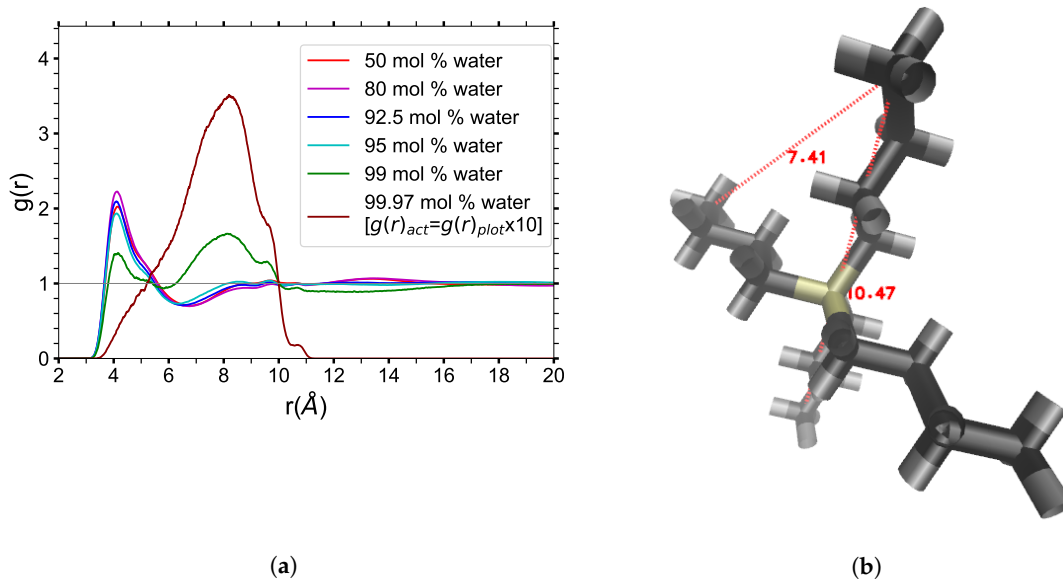 4
3
2
1
0
g(r)
2 4 6 8 10 12 14 16 18 20
r(Å)
50 mol % water
80 mol % water
92.5 mol % water
95 mol % water
99 mol % water
99.97 mol % water
[g(r)act=g(r)plotx10]
(a)
7.41
10.47
(b)